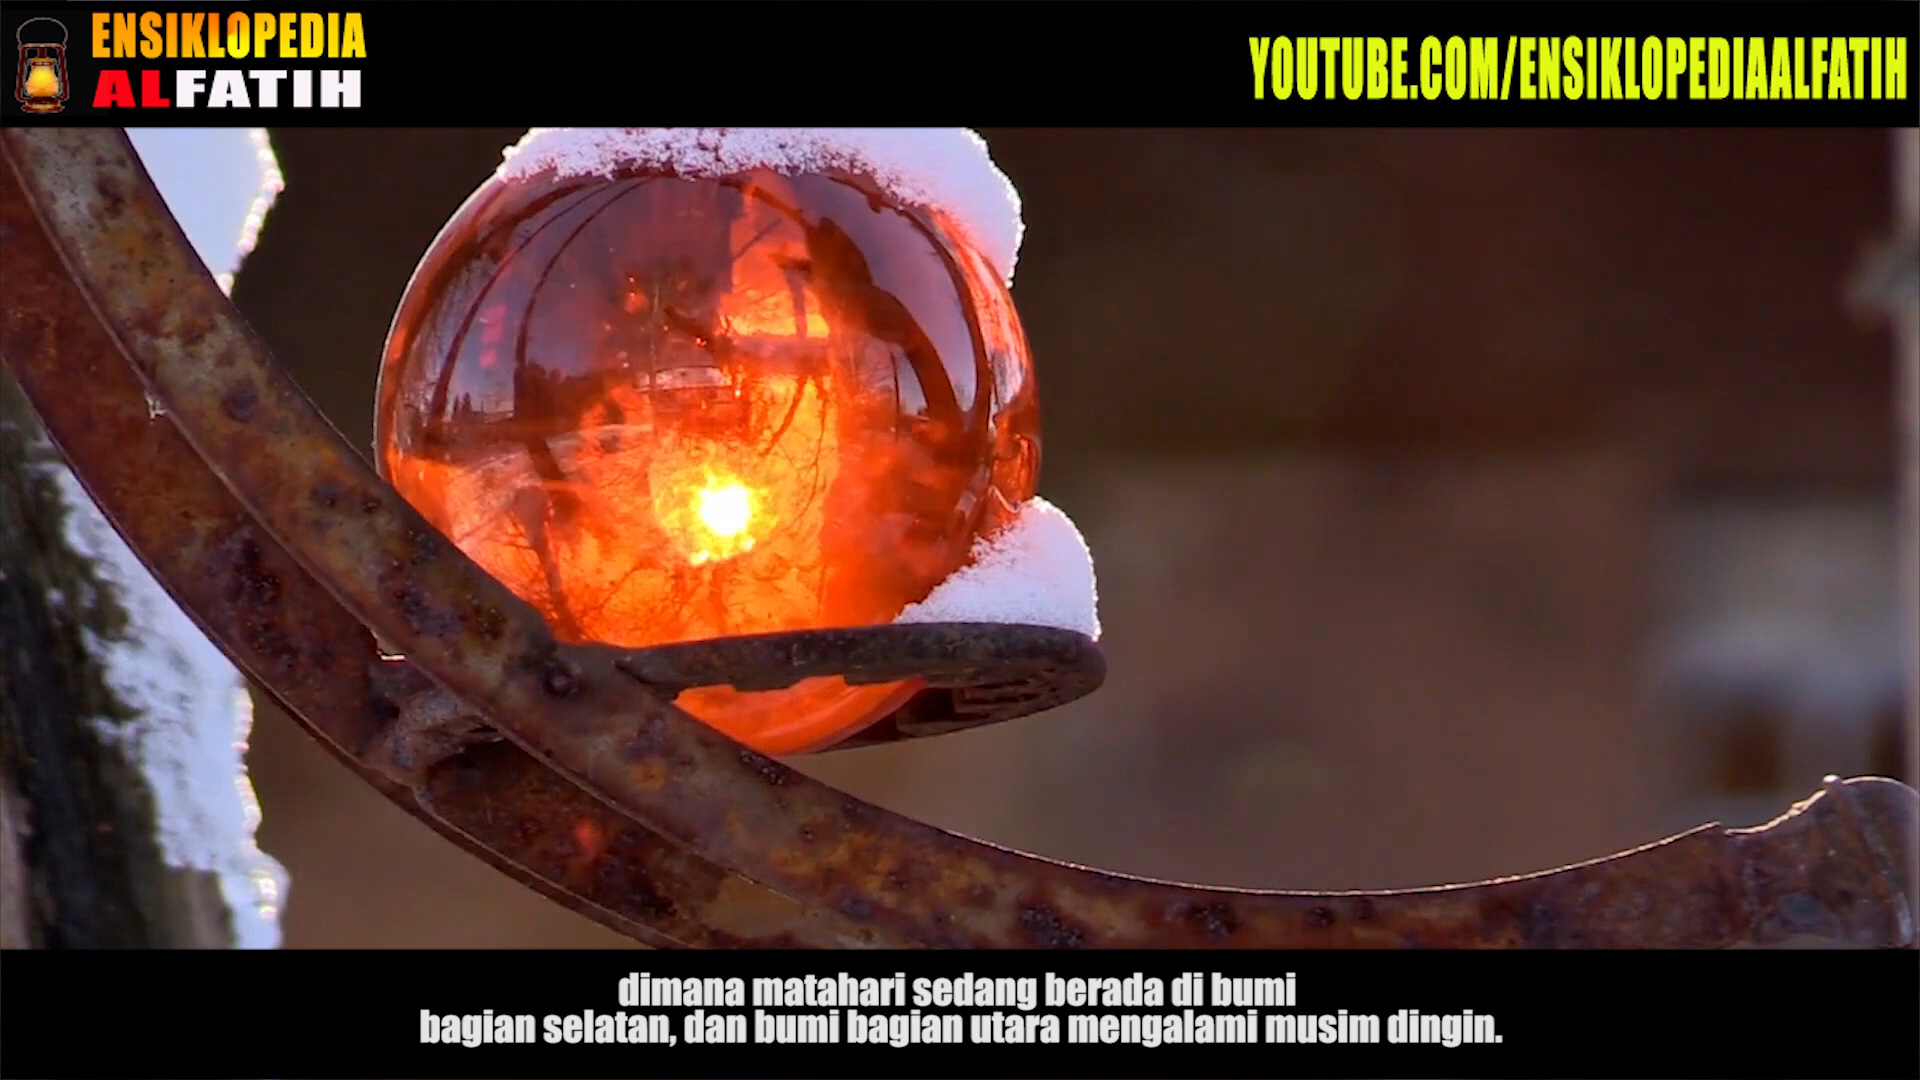 ENSIKLOPEDIA
ALFATIH
YOUTUBE.COM/ENSIKLOPEDIAALFATIH
dimana matahari sedang berada di bumi
bagian selatan, dan bumi bagian utara mengalami musim dingin.